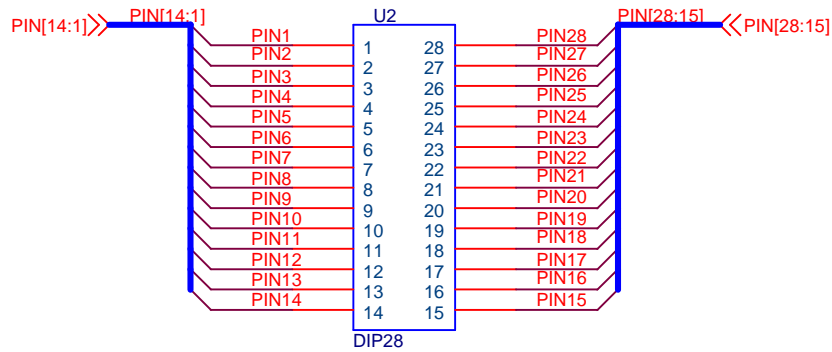 U2
PIN[14:1] PIN[14:1] PIN[28:15] PIN[28:15]
PIN1 1 28 PIN28
PIN2 2 27 PIN27
PIN3 3 26 PIN26
PIN4 4 25 PIN25
PIN5 5 24 PIN24
PIN6 6 23 PIN23
PIN7 7 22 PIN22
PIN8 8 21 PIN21
PIN9 9 20 PIN20
PIN10 10 19 PIN19
PIN11 11 18 PIN18
PIN12 12 17 PIN17
PIN13 13 16 PIN16
PIN14 14 15 PIN15
DIP28